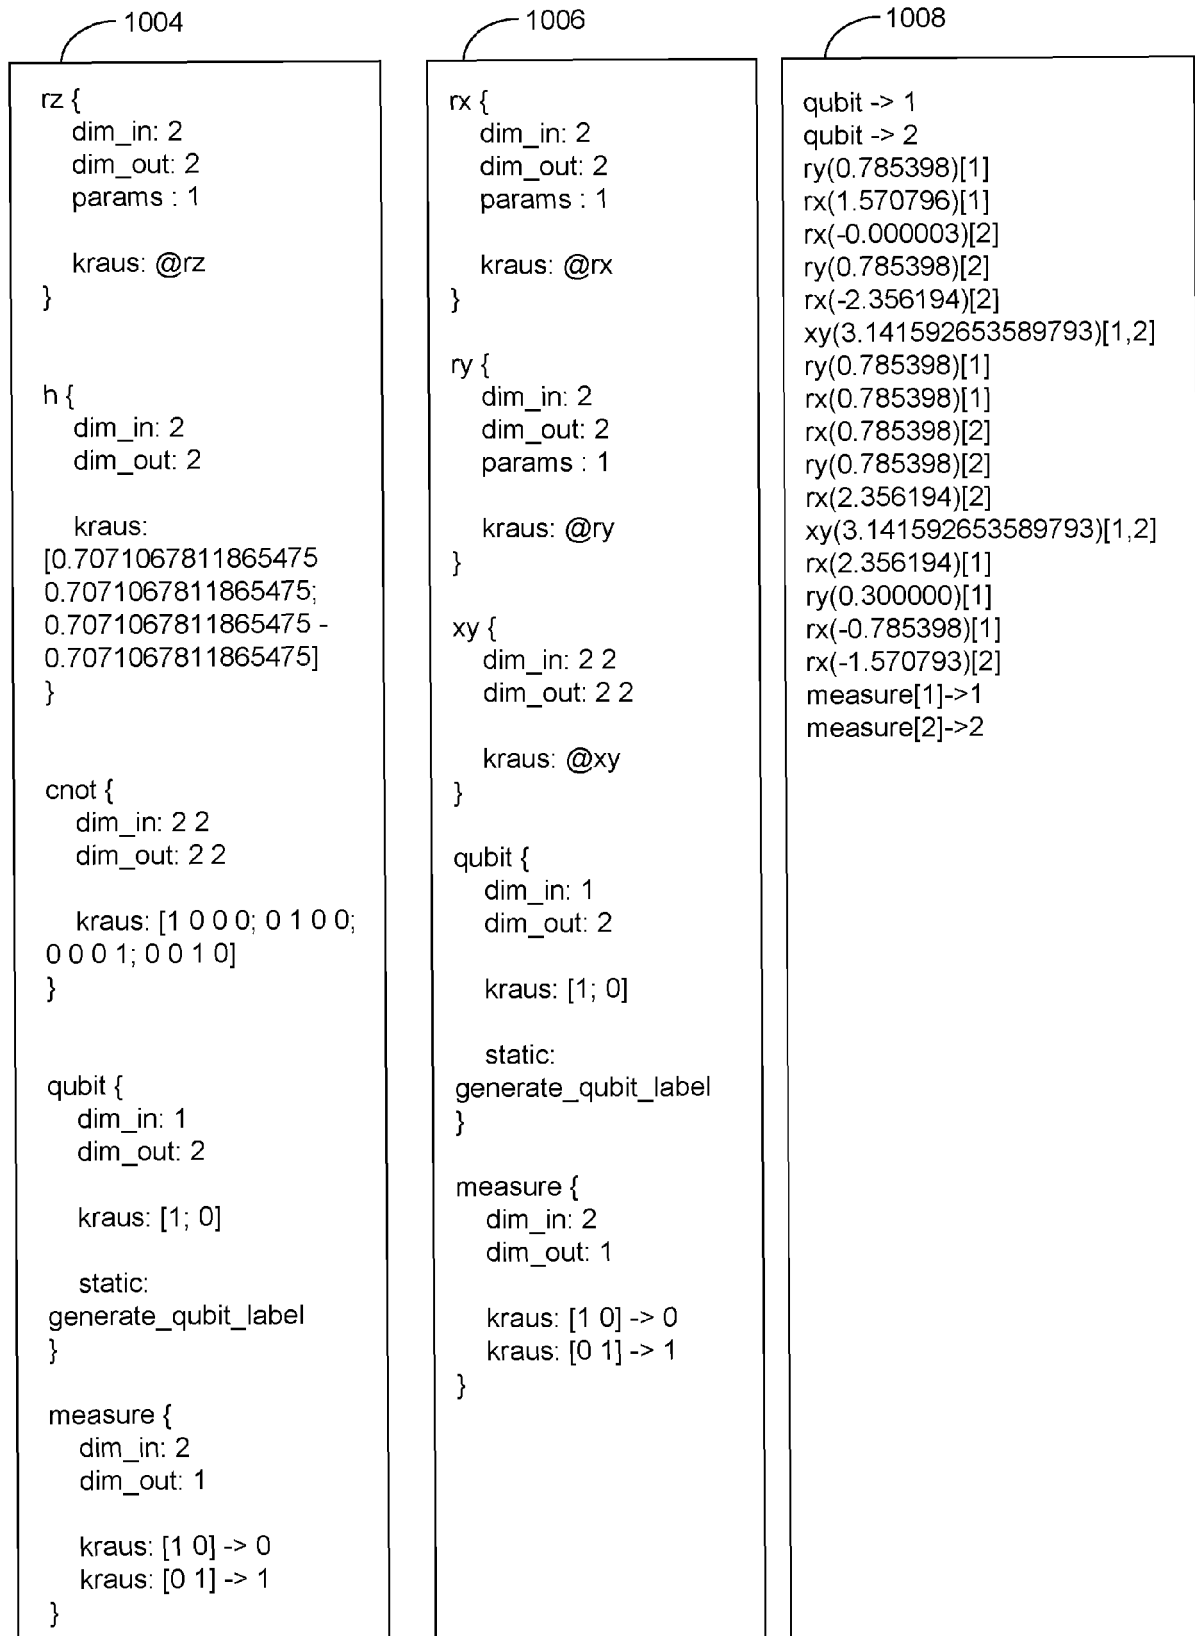 1004
rz {
dim_in: 2
dim_out: 2
params : 1
kraus: @rz
}
h {
dim_in: 2
dim_out: 2
kraus:
[0.7071067811865475
0.7071067811865475;
0.7071067811865475 -
0.7071067811865475]
}
cnot {
dim_in: 2 2
dim_out: 2 2
kraus: [1 0 0 0; 0 1 0 0;
0 0 0 1; 0 0 1 0]
}
qubit {
dim_in: 1
dim_out: 2
kraus: [1; 0]
static:
generate_qubit_label
}
measure {
dim_in: 2
dim_out: 1
kraus: [1 0] -> 0
kraus: [0 1] -> 1
}
1006
rx {
dim_in: 2
dim_out: 2
params : 1
kraus: @rx
}
ry {
dim_in: 2
dim_out: 2
params : 1
kraus: @ry
}
xy {
dim_in: 2 2
dim_out: 2 2
kraus: @xy
}
qubit {
dim_in: 1
dim_out: 2
kraus: [1; 0]
static:
generate_qubit_label
}
measure {
dim_in: 2
dim_out: 1
kraus: [1 0] -> 0
kraus: [0 1] -> 1
}
1008
qubit -> 1
qubit -> 2
ry(0.785398)[1]
rx(1.570796)[1]
rx(-0.000003)[2]
ry(0.785398)[2]
rx(-2.356194)[2]
xy(3.141592653589793)[1,2]
ry(0.785398)[1]
rx(0.785398)[1]
rx(0.785398)[2]
ry(0.785398)[2]
rx(2.356194)[2]
xy(3.141592653589793)[1,2]
rx(2.356194)[1]
ry(0.300000)[1]
rx(-0.785398)[1]
rx(-1.570793)[2]
measure[1]->1
measure[2]->2